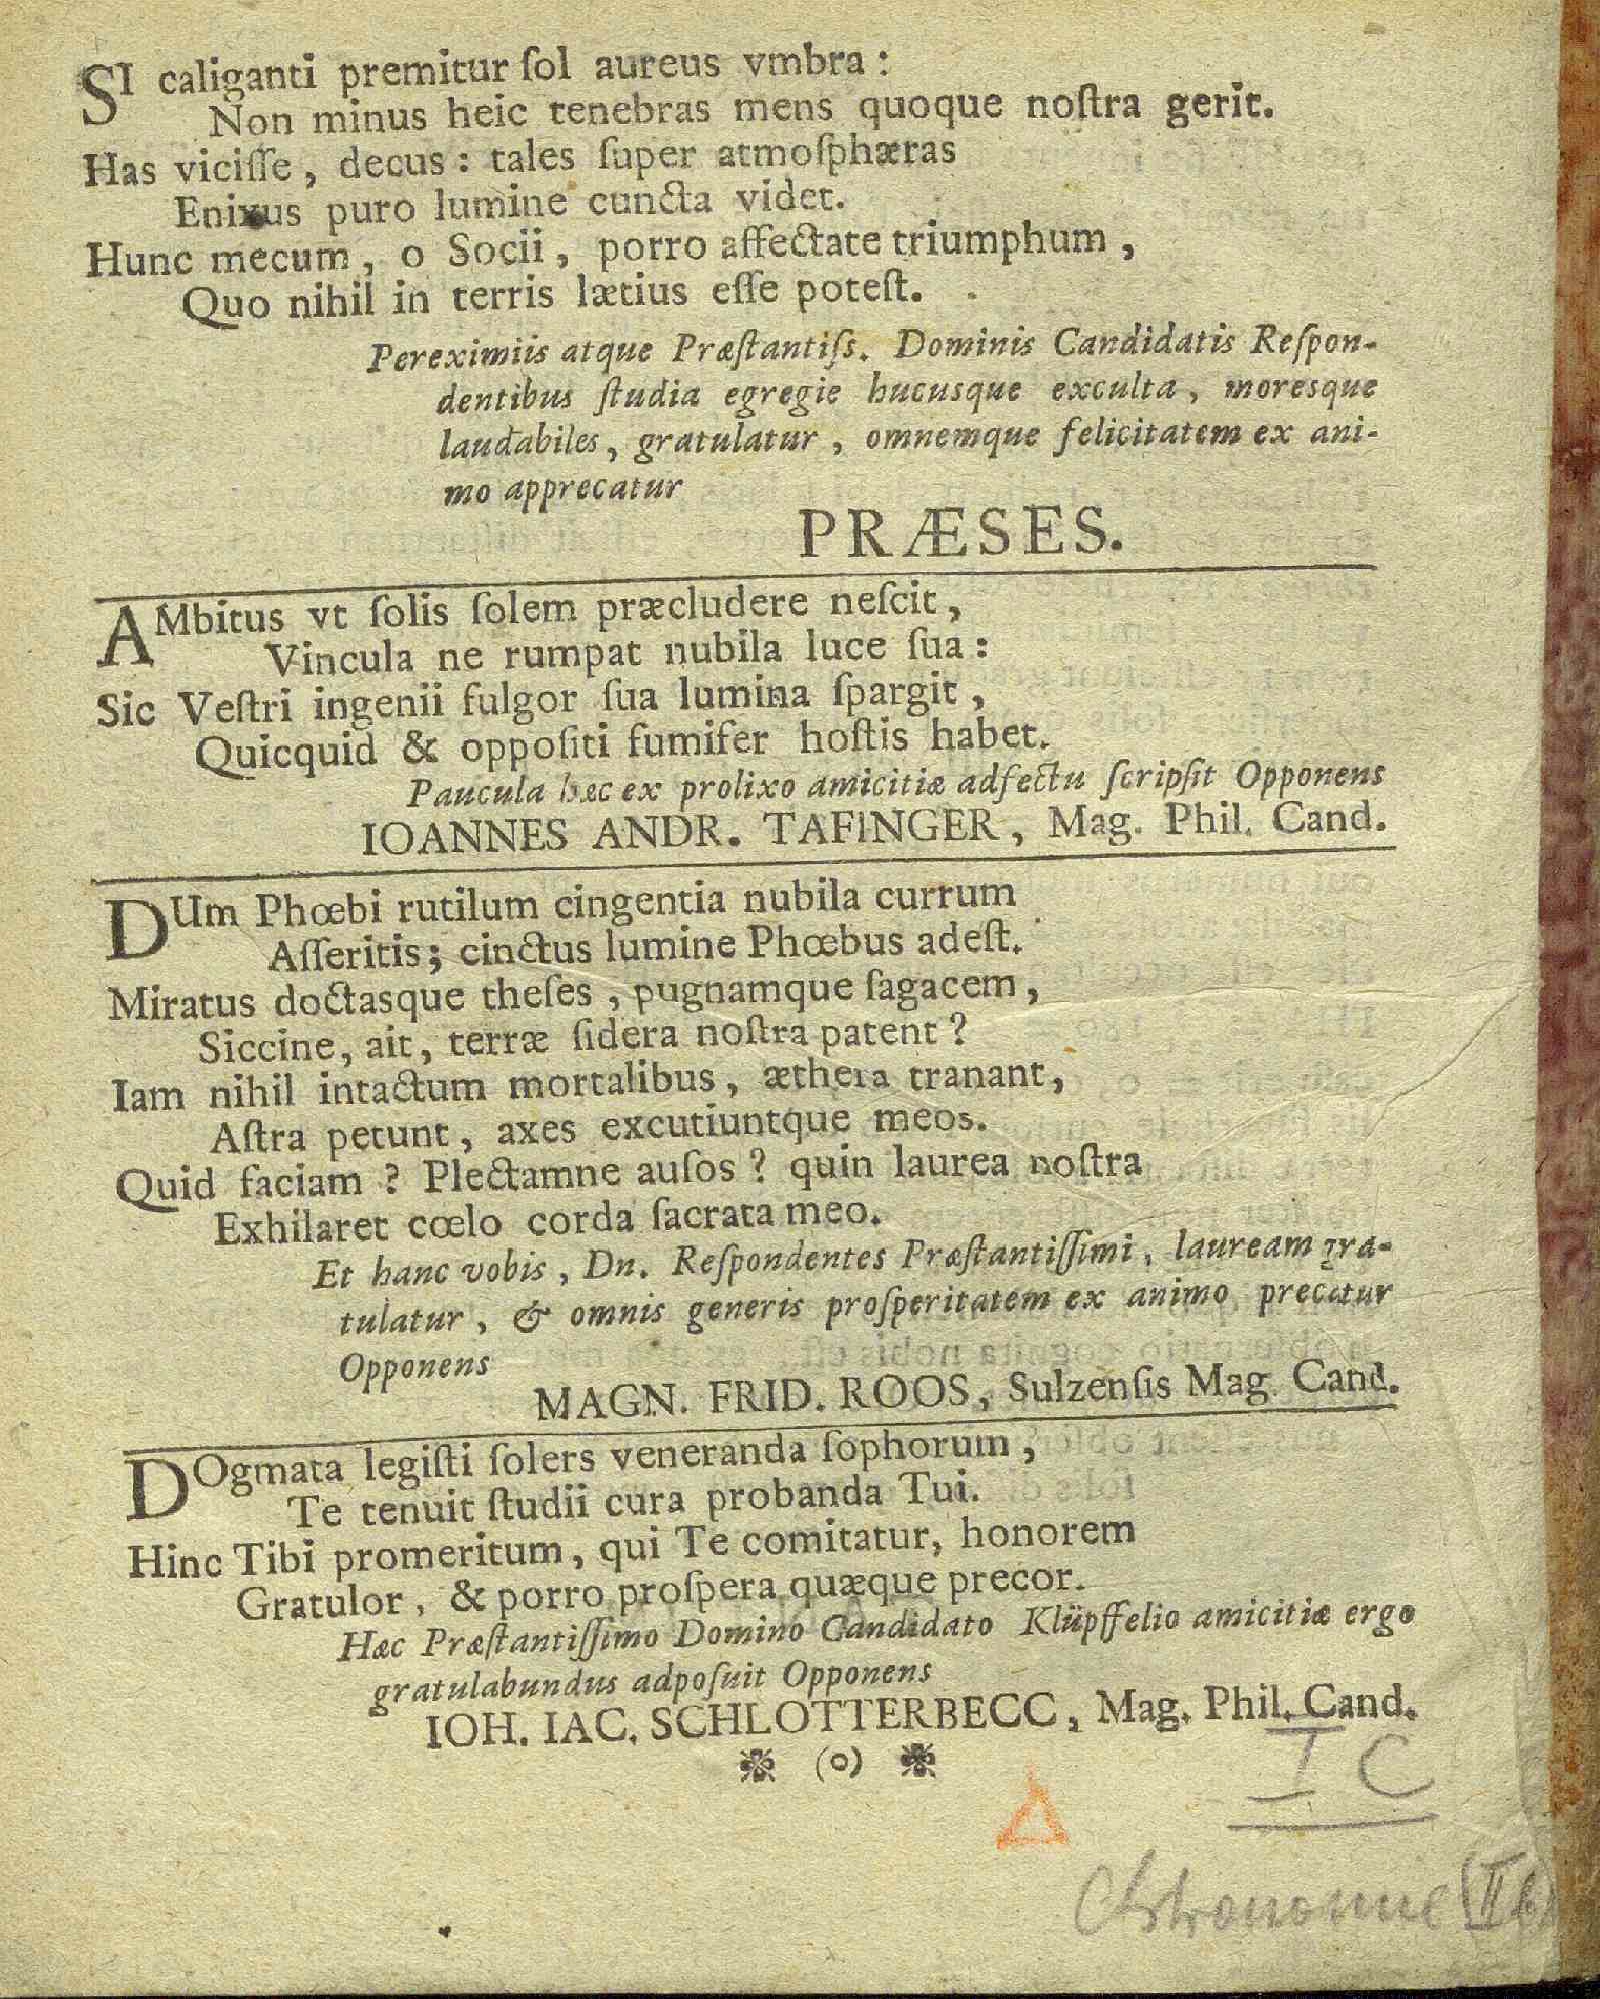 SI caliganti premitur ſol aureus vmbra :
Non minus heic tenebras mens quoque noſtra gerit.
Has viciſſe, decus : tales ſuper atmoſphæras
Enixus puro lumine cuncta videt.
Hunc mecum, o Socii, porro affectate triumphum,
Quo nihil in terris lætius eſſe poteſt.
Pereximiis atque Præſtantiſs. Dominis Candidatis Reſpon-
dentibus ſtudia egregie hucusque exculta, moresque
laudabiles, gratulatur, omnemque felicitatem ex ani-
mo apprecatur
PRÆSES.
AMbitus vt ſolis ſolem præcludere neſcit,
Vincula ne rumpat nubila luce ſua :
Sic Veſtri ingenii fulgor ſua lumina ſpargit,
Quicquid & oppoſiti fumifer hoſtis habet.
Paucula hæc ex prolixo amicitiæ adfectu ſcripſit Opponens
IOANNES ANDR. TAFINGER, Mag. Phil. Cand.
DUm Phœbi rutilum cingentia nubila currum
Aſſeritis; cinctus lumine Phœbus adeſt.
Miratus doctasque theſes, pugnamque ſagacem,
Siccine, ait, terræ ſidera noſtra patent ?
Iam nihil intactum mortalibus, æthera tranant,
Aſtra petunt, axes excutiuntque meos.
Quid faciam ? Plectamne auſos ? quin laurea noſtra
Exhilaret cœlo corda ſacrata meo.
Et hanc vobis, Dn. Reſpondentes Præſtantiſſimi, lauream gra-
tulatur, & omnis generis proſperitatem ex animo precatur
Opponens
MAGN. FRID. ROOS, Sulzenſis Mag. Cand.
DOgmata legiſti ſolers veneranda ſophorum,
Te tenuit ſtudii cura probanda Tui.
Hinc Tibi promeritum, qui Te comitatur, honorem
Gratulor, & porro proſpera quæque precor.
Hæc Præſtantiſſimo Domino Candidato Klüpffelio amicitiæ ergo
gratulabundus adpoſuit Opponens
IOH. IAC. SCHLOTTERBECC, Mag. Phil. Cand.
(o)
I C
Astronomie (II b)